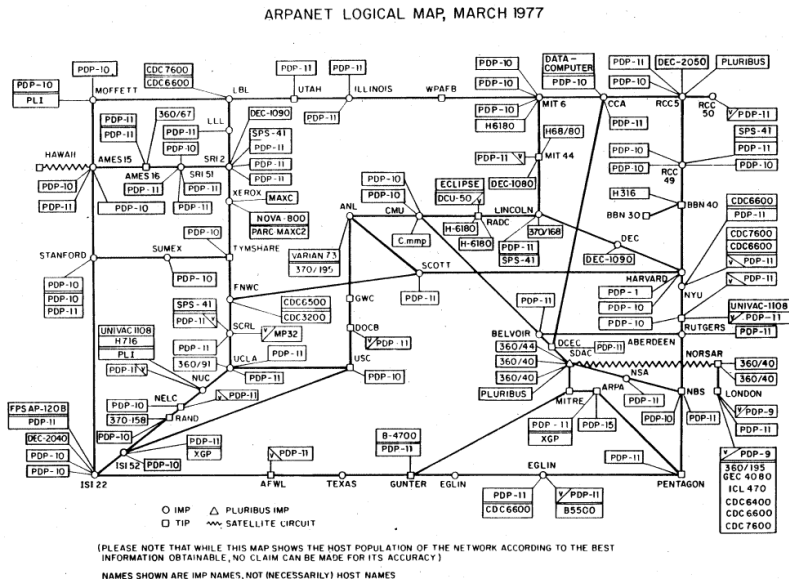 ARPANET LOGICAL MAP, MARCH 1977
PDP-10
PDP-10
PLI
MOFFETT
CDC7600
CDC6600
LBL
PDP-11
UTAH
PDP-11
ILLINOIS
PDP-11
WPAFB
PDP-10
PDP-10
PDP-10
H6180
MIT 6
DATA-
COMPUTER
PDP-10
CCA
PDP-11
PDP-11
PDP-10
DEC-2050
PLURIBUS
RCC5
RCC
50
PDP-11
SPS-41
PDP-11
PDP-10
PDP-10
PDP-10
RCC
49
LLL
PDP-11
DEC-1090
SPS-41
PDP-11
PDP-11
PDP-11
SRI 2
360/67
PDP-11
PDP-11
PDP-10
HAWAII
AMES15
AMES 16
PDP-11
SRI 51
PDP-11
PDP-10
PDP-11
PDP-10
H68/80
PDP-11
MIT 44
DEC-1080
H316
BBN 30
BBN 40
XEROX
MAXC
NOVA-800
PARC-MAXC2
ANL
PDP-10
PDP-10
CMU
C.mmp
ECLIPSE
DCU-50
RADC
H-6180
H-6180
LINCOLN
370/168
PDP-11
SPS-41
DEC
DEC-1090
CDC6600
PDP-11
CDC7600
CDC6600
PDP-11
PDP-11
NYU
HARVARD
PDP-1
PDP-11
PDP-10
STANFORD
SUMEX
PDP-10
PDP-10
TYMSHARE
PDP-10
PDP-10
PDP-11
VARIAN 73
370/195
SCOTT
PDP-11
FNWC
CDC6500
CDC3200
GWC
SPS-41
PDP-11
SCRL
MP32
DOCB
PDP-11
PDP-11
BELVOIR
ABERDEEN
UNIVAC-1108
PDP-11
PDP-11
RUTGERS
UNIVAC 1108
H716
PLI
PDP-11
360/91
UCLA
PDP-11
PDP-11
USC
PDP-10
NUC
360/44
360/40
360/40
PLURIBUS
DCEC
PDP-11
SDAC
NORSAR
360/40
360/40
NSA
PDP-11
NBS
PDP-10
PDP-11
LONDON
PDP-9
PDP-9
360/195
GEC 4080
ICL 470
CDC6400
CDC6600
CDC7600
NELC
PDP-10
PDP-11
370-158
RAND
PDP-10
PDP-11
XGP
PDP-10
ISI 52
FPS AP-120B
PDP-11
DEC-2040
PDP-10
PDP-10
ISI 22
MITRE
ARPA
PDP-11
XGP
PDP-15
PDP-11
AFWL
TEXAS
B-4700
PDP-11
GUNTER
EGLIN
EGLIN
PDP-11
CDC6600
PDP-11
B5500
PDP-11
PENTAGON
IMP
PLURIBUS IMP
TIP
SATELLITE CIRCUIT
(PLEASE NOTE THAT WHILE THIS MAP SHOWS THE HOST POPULATION OF THE NETWORK ACCORDING TO THE BEST
INFORMATION OBTAINABLE, NO CLAIM CAN BE MADE FOR ITS ACCURACY)
NAMES SHOWN ARE IMP NAMES, NOT (NECESSARILY) HOST NAMES